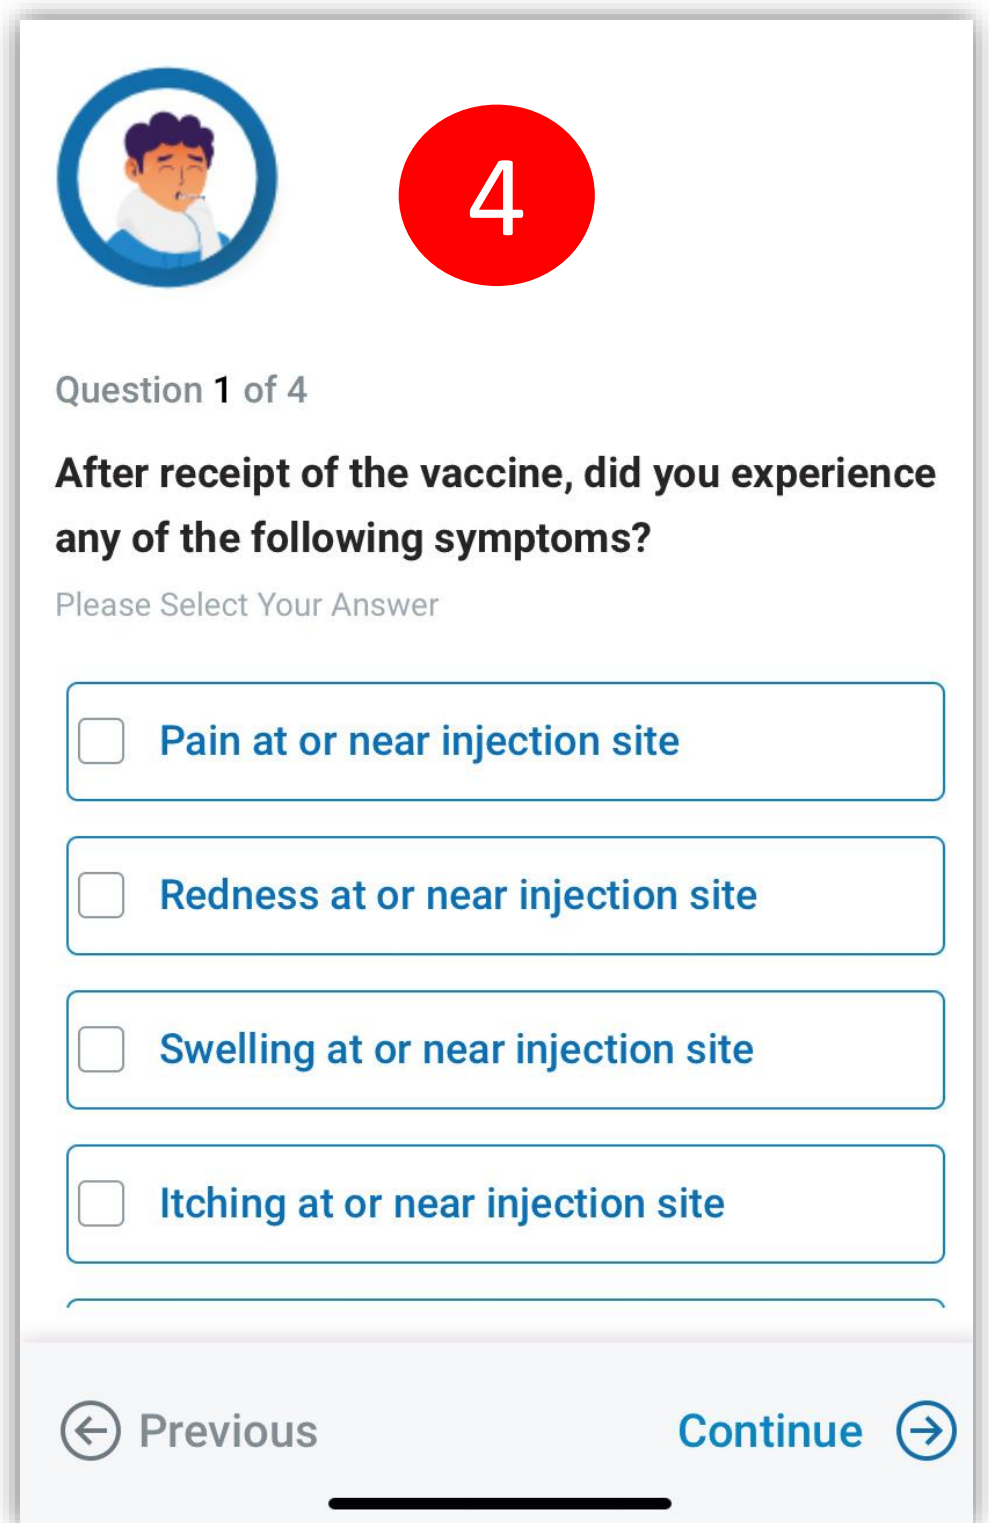 4
Question 1 of 4
After receipt of the vaccine, did you experience
any of the following symptoms?
Please Select Your Answer
Pain at or near injection site
Redness at or near injection site
Swelling at or near injection site
Itching at or near injection site
Previous
Continue